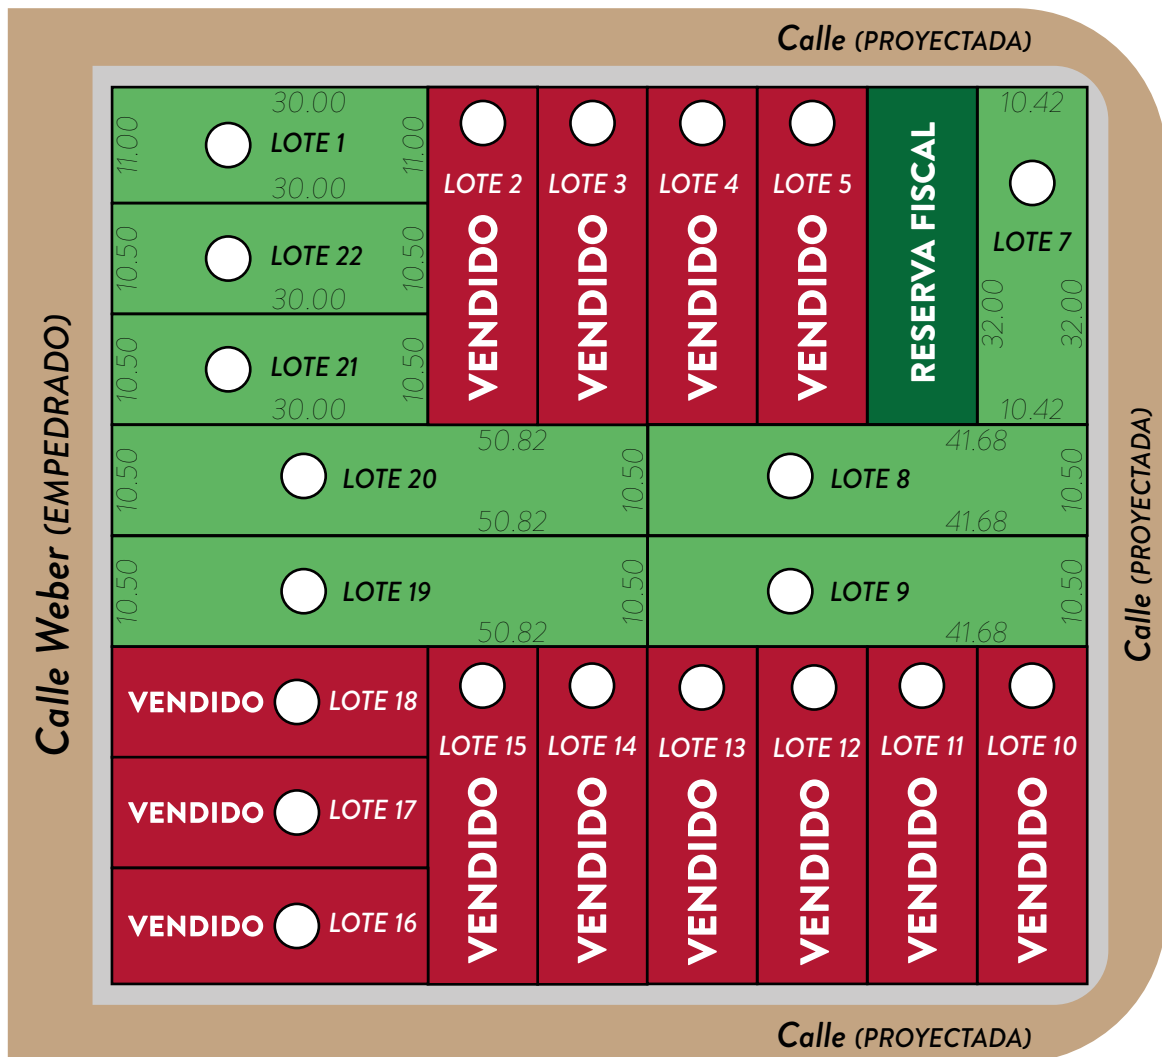 Calle (PROYECTADA)
30.00
11.00
LOTE 1
11.00
30.00
10.50
LOTE 22
10.50
30.00
10.50
LOTE 21
10.50
30.00
LOTE 2
VENDIDO
LOTE 3
VENDIDO
LOTE 4
VENDIDO
LOTE 5
VENDIDO
RESERVA FISCAL
10.42
LOTE 7
32.00
32.00
10.42
Calle Weber (EMPEDRADO)
50.82
10.50
LOTE 20
10.50
50.82
41.68
LOTE 8
10.50
41.68
10.50
LOTE 19
10.50
50.82
LOTE 9
10.50
41.68
Calle (PROYECTADA)
VENDIDO LOTE 18
VENDIDO LOTE 17
VENDIDO LOTE 16
LOTE 15
VENDIDO
LOTE 14
VENDIDO
LOTE 13
VENDIDO
LOTE 12
VENDIDO
LOTE 11
VENDIDO
LOTE 10
VENDIDO
Calle (PROYECTADA)